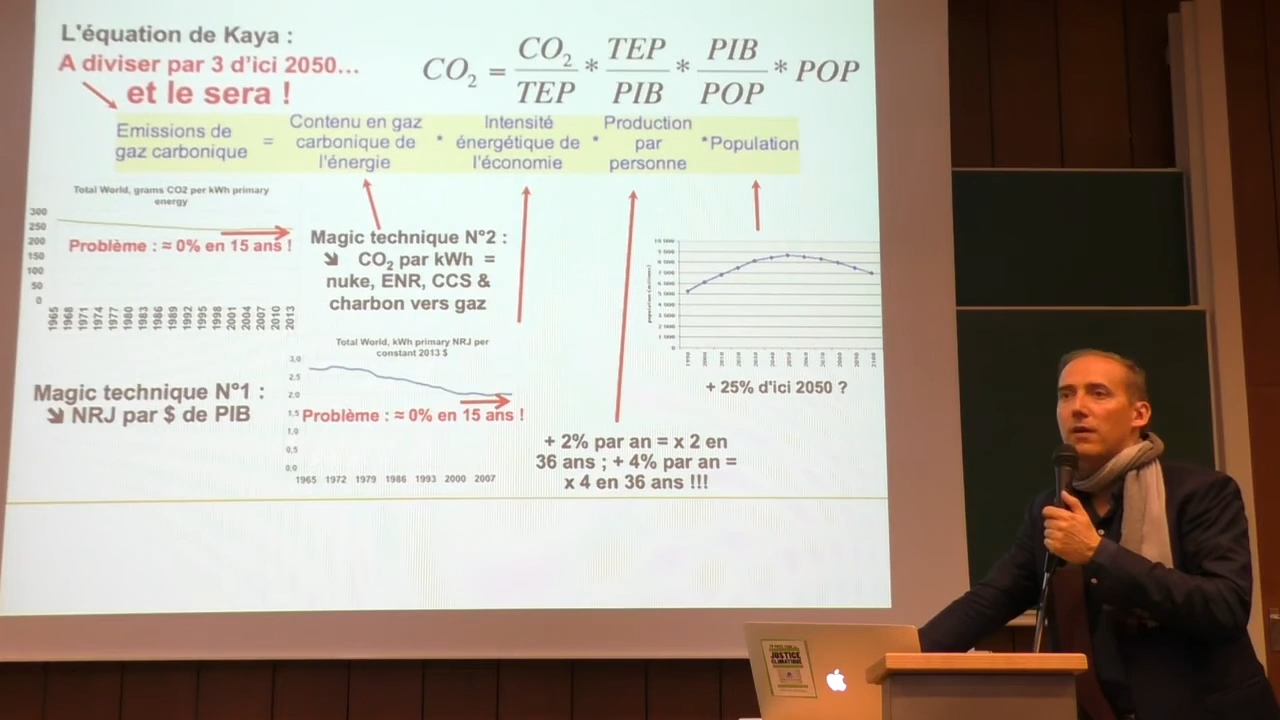 L'équation de Kaya :
A diviser par 3 d'ici 2050…
et le sera !
CO₂ = CO₂/TEP * TEP/PIB * PIB/POP * POP
Emissions de gaz carbonique = Contenu en gaz carbonique de l'énergie * Intensité énergétique de l'économie * Production par personne *Population
Total World, grams CO2 per kWh primary
energy
300
250
200
150
100
50
0
Problème : ≈ 0% en 15 ans !
1965 1968 1971 1974 1977 1980 1983 1986 1989 1992 1995 1998 2001 2004 2007 2010 2013
Magic technique N°2 :
↘ CO₂ par kWh =
nuke, ENR, CCS &
charbon vers gaz
Total World, kWh primary NRJ per
constant 2013 $
3,0
2,5
2,0
1,5
1,0
0,5
0,0
Problème : ≈ 0% en 15 ans !
1965 1972 1979 1986 1993 2000 2007
Magic technique N°1 :
↘ NRJ par $ de PIB
+ 2% par an = x 2 en
36 ans ; + 4% par an =
x 4 en 36 ans !!!
+ 25% d'ici 2050 ?
JUSTICE
CLIMATIQUE